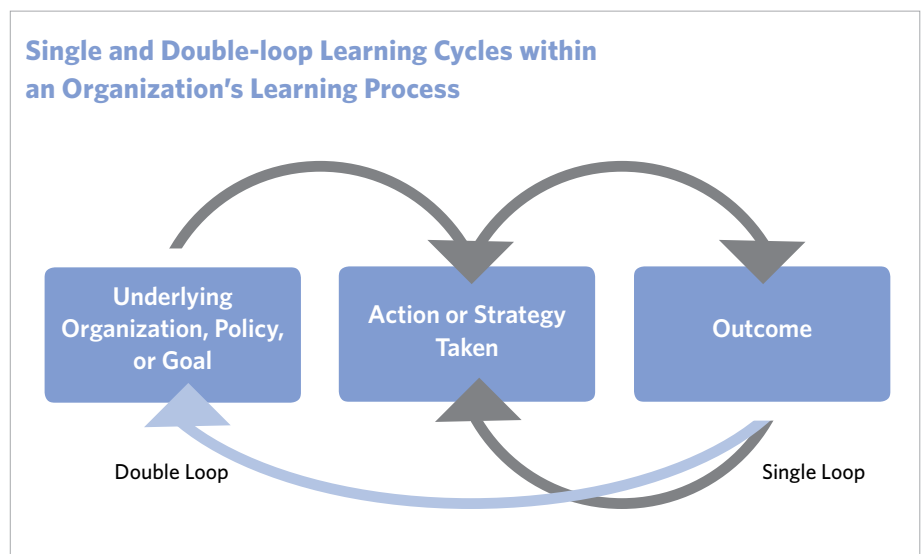 Single and Double-loop Learning Cycles within
an Organization’s Learning Process
Underlying
Organization, Policy,
or Goal
Action or Strategy
Taken
Outcome
Double Loop
Single Loop